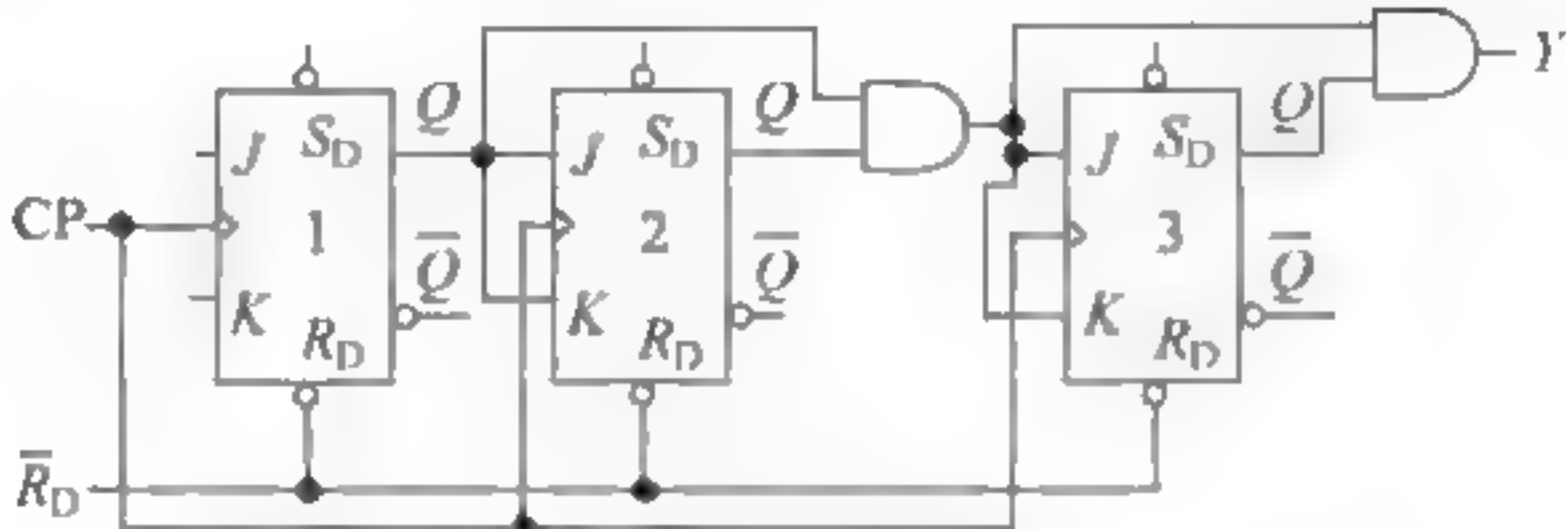 Y
Q
Q
Q
J
S_D
J
S_D
J
S_D
CP
1
2
3
Q̅
Q̅
Q̅
K
K
K
R_D
R_D
R_D
R̅_D